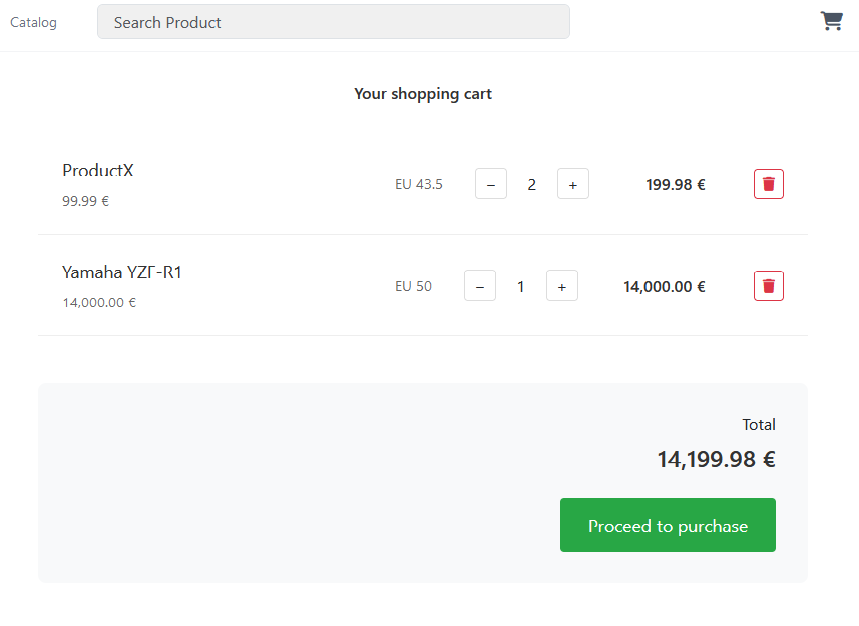 Catalog
Search Product
Your shopping cart
ProductX
99.99 €
EU 43.5
– 2 +
199.98 €
Yamaha YZF-R1
14,000.00 €
EU 50
– 1 +
14,000.00 €
Total
14,199.98 €
Proceed to purchase